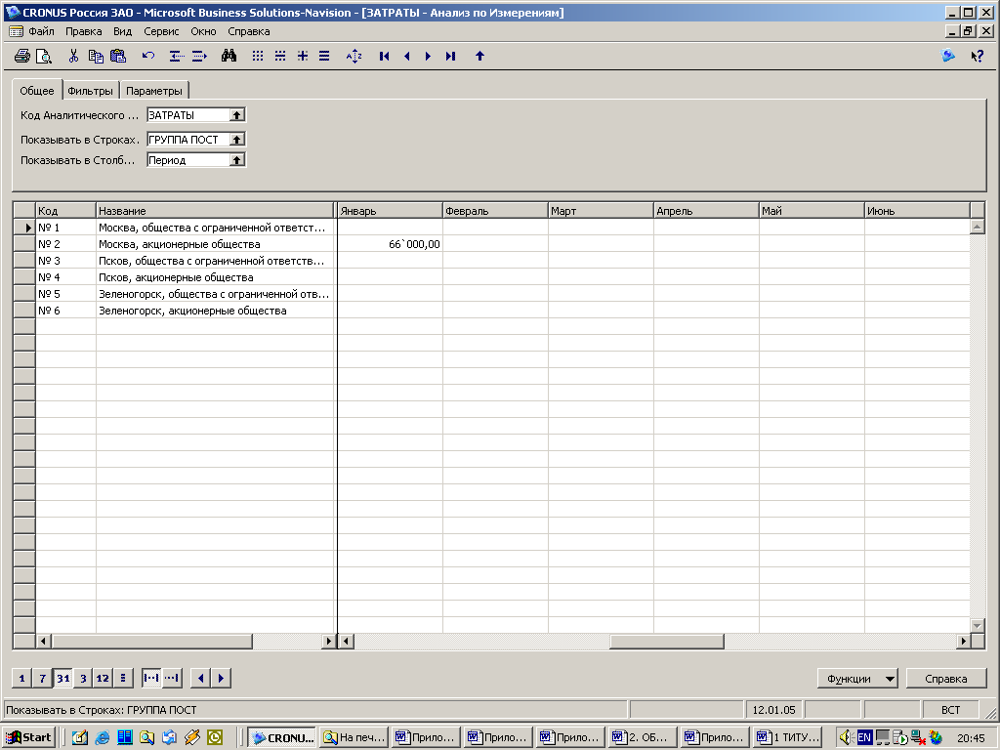 CRONUS Россия ЗАО - Microsoft Business Solutions-Navision - [ЗАТРАТЫ - Анализ по Измерениям]
Файл Правка Вид Сервис Окно Справка
Общее Фильтры Параметры
Код Аналитического ... ЗАТРАТЫ
Показывать в Строках. ГРУППА ПОСТ
Показывать в Столб... Период
Код Название Январь Февраль Март Апрель Май Июнь
№ 1 Москва, общества с ограниченной ответст...
№ 2 Москва, акционерные общества 66`000,00
№ 3 Псков, общества с ограниченной ответств...
№ 4 Псков, акционерные общества
№ 5 Зеленогорск, общества с ограниченной отв...
№ 6 Зеленогорск, акционерные общества
1 7 31 3 12 Функции Справка
Показывать в Строках: ГРУППА ПОСТ 12.01.05 ВСТ
Start CRONU... На печ... Прило... Прило... Прило... 2. ОБ... Прило... 1 ТИТУ... EN 20:45